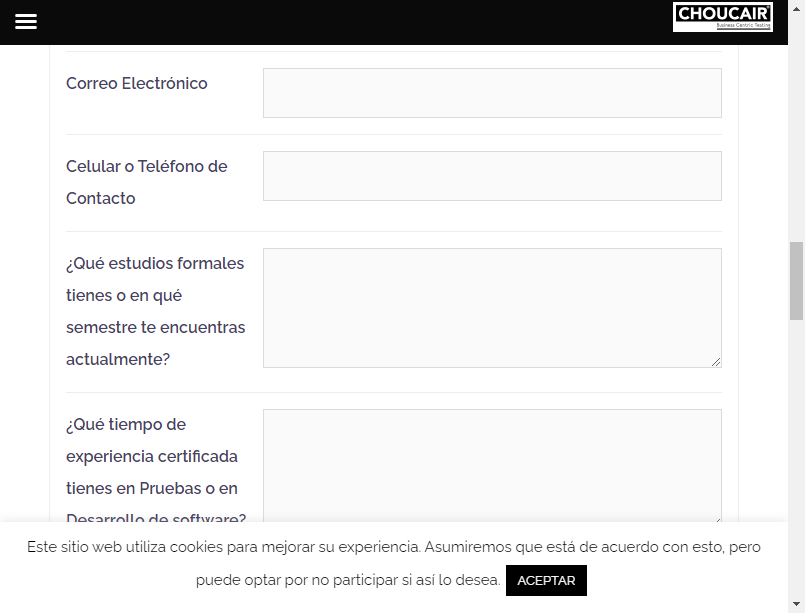 CHOUCAIR
Business Centric Testing
Correo Electrónico
Celular o Teléfono de
Contacto
¿Qué estudios formales
tienes o en qué
semestre te encuentras
actualmente?
¿Qué tiempo de
experiencia certificada
tienes en Pruebas o en
Desarrollo de software?
Este sitio web utiliza cookies para mejorar su experiencia. Asumiremos que está de acuerdo con esto, pero
puede optar por no participar si así lo desea. ACEPTAR